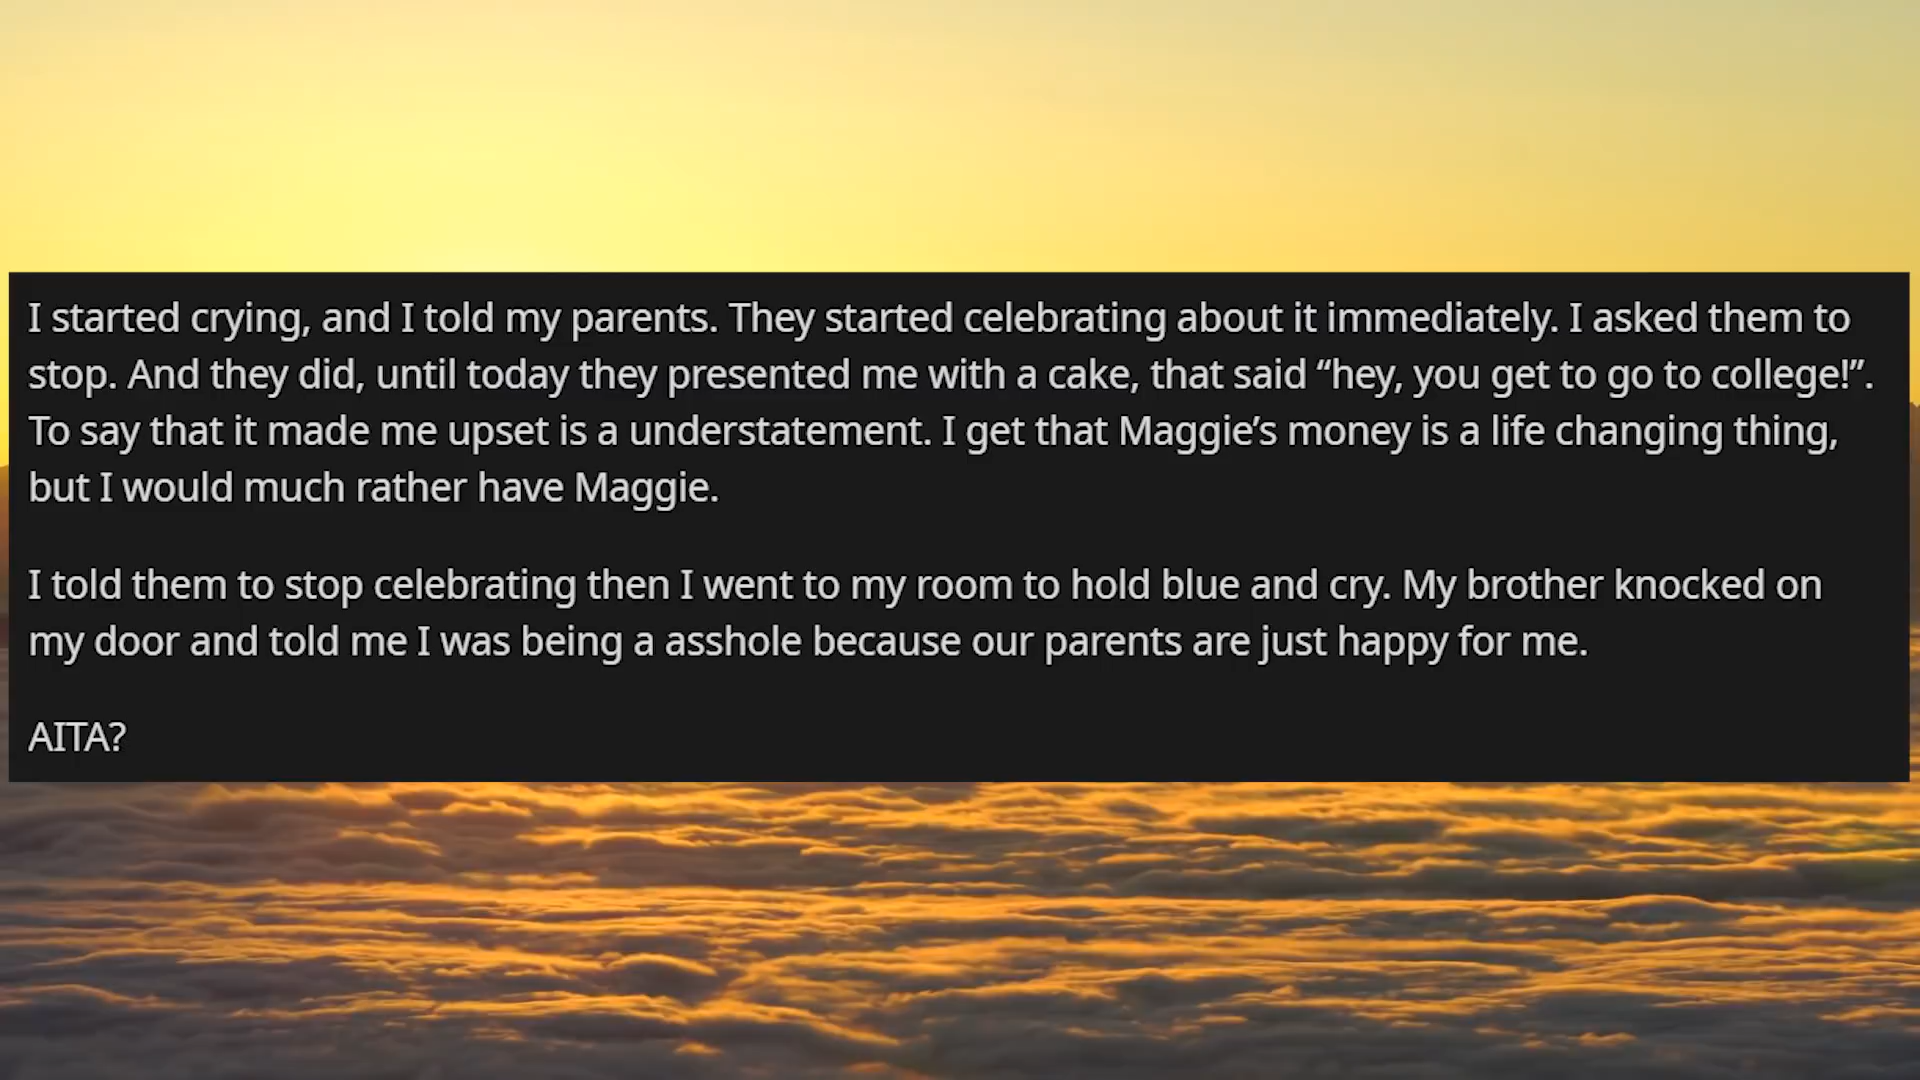 I started crying, and I told my parents. They started celebrating about it immediately. I asked them to
stop. And they did, until today they presented me with a cake, that said “hey, you get to go to college!”.
To say that it made me upset is a understatement. I get that Maggie’s money is a life changing thing,
but I would much rather have Maggie.
I told them to stop celebrating then I went to my room to hold blue and cry. My brother knocked on
my door and told me I was being a asshole because our parents are just happy for me.
AITA?